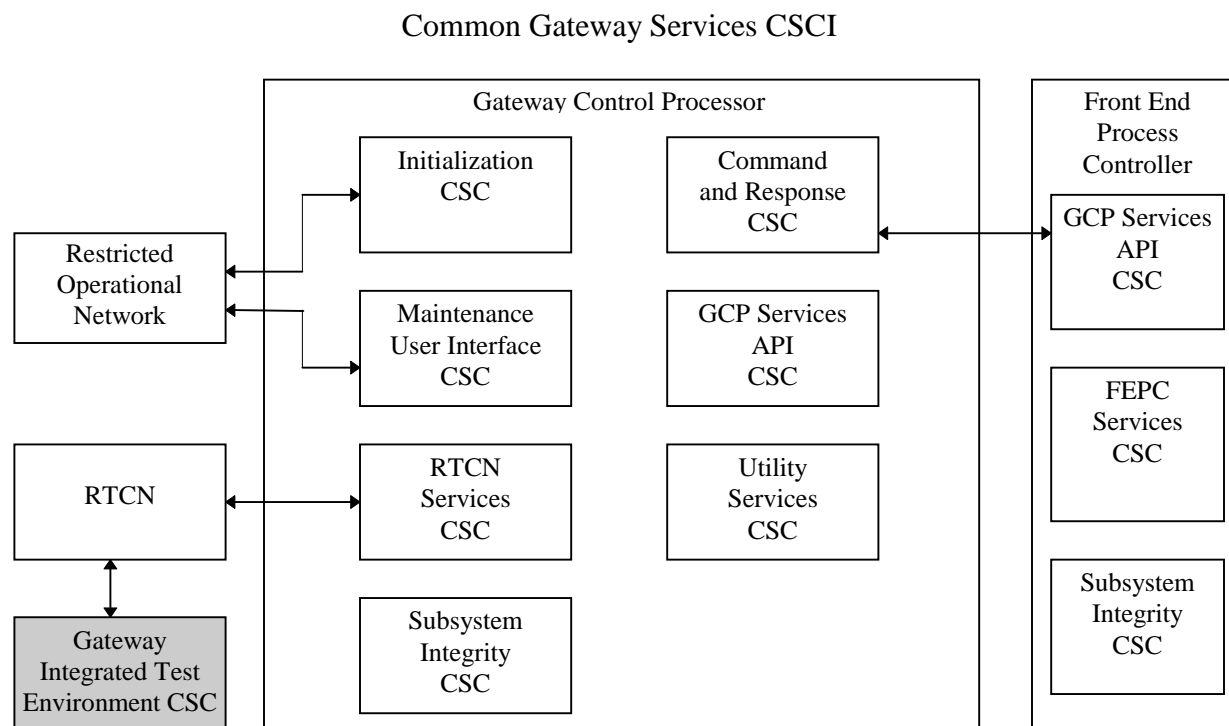 Common Gateway Services CSCI
Gateway Control Processor
Front End
Process
Controller
Initialization
CSC
Command
and Response
CSC
GCP Services
API
CSC
Restricted
Operational
Network
Maintenance
User Interface
CSC
GCP Services
API
CSC
FEPC
Services
CSC
RTCN
RTCN
Services
CSC
Utility
Services
CSC
Subsystem
Integrity
CSC
Gateway
Integrated Test
Environment CSC
Subsystem
Integrity
CSC